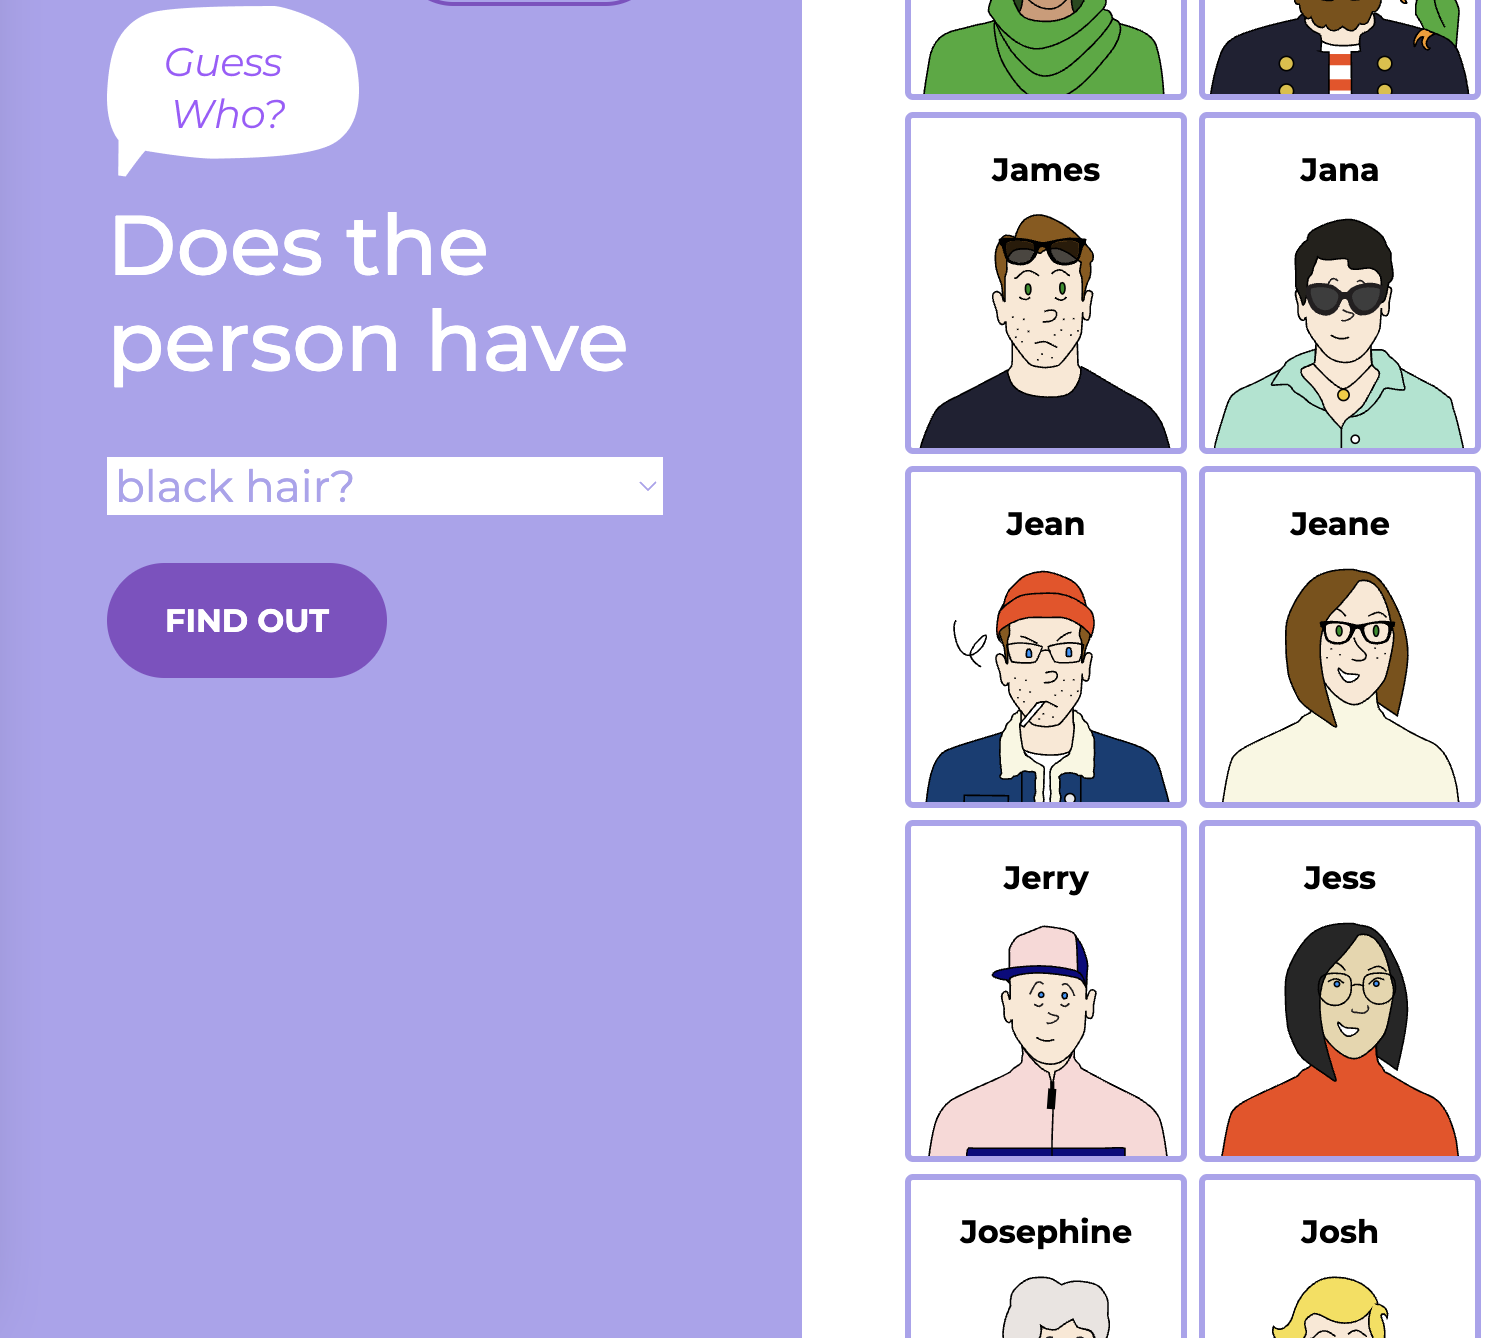 Guess
Who?
Does the
person have
black hair?
FIND OUT
James
Jana
Jean
Jeane
Jerry
Jess
Josephine
Josh